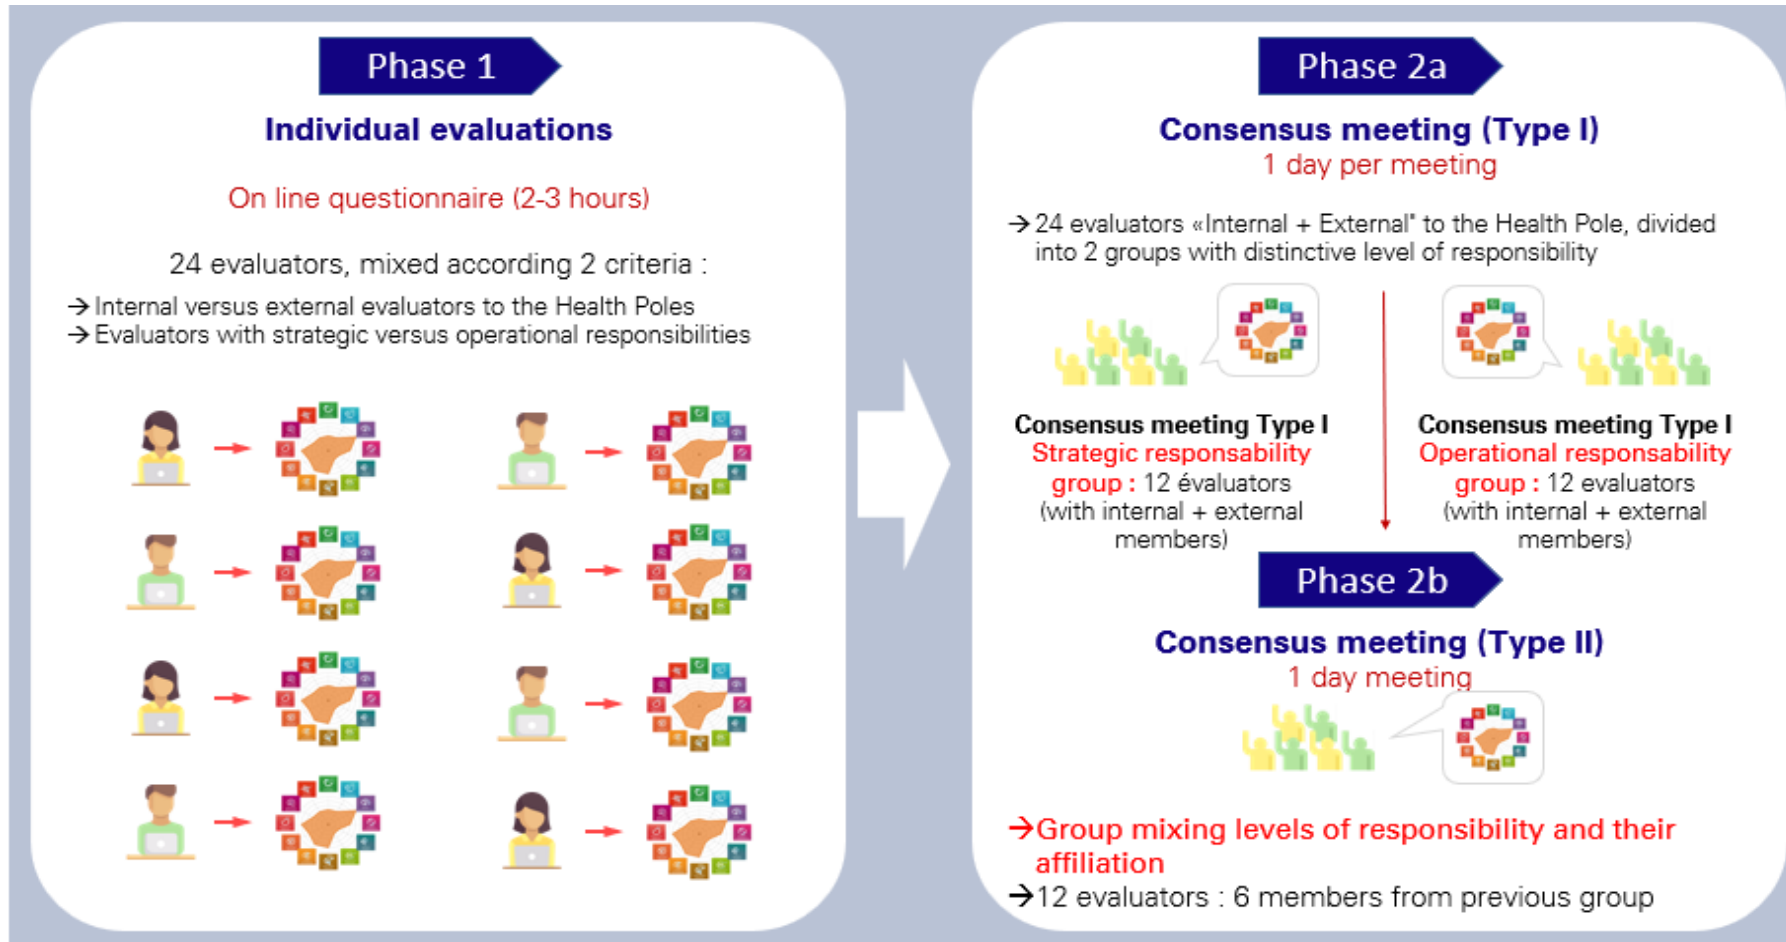 Phase 1
Individual evaluations
On line questionnaire (2-3 hours)
24 evaluators, mixed according 2 criteria :
→ Internal versus external evaluators to the Health Poles
→ Evaluators with strategic versus operational responsibilities
Phase 2a
Consensus meeting (Type I)
1 day per meeting
→ 24 evaluators «Internal + External" to the Health Pole, divided
into 2 groups with distinctive level of responsibility
Consensus meeting Type I
Strategic responsability
group : 12 évaluators
(with internal + external
members)
Consensus meeting Type I
Operational responsability
group : 12 evaluators
(with internal + external
members)
Phase 2b
Consensus meeting (Type II)
1 day meeting
→Group mixing levels of responsibility and their
affiliation
→12 evaluators : 6 members from previous group